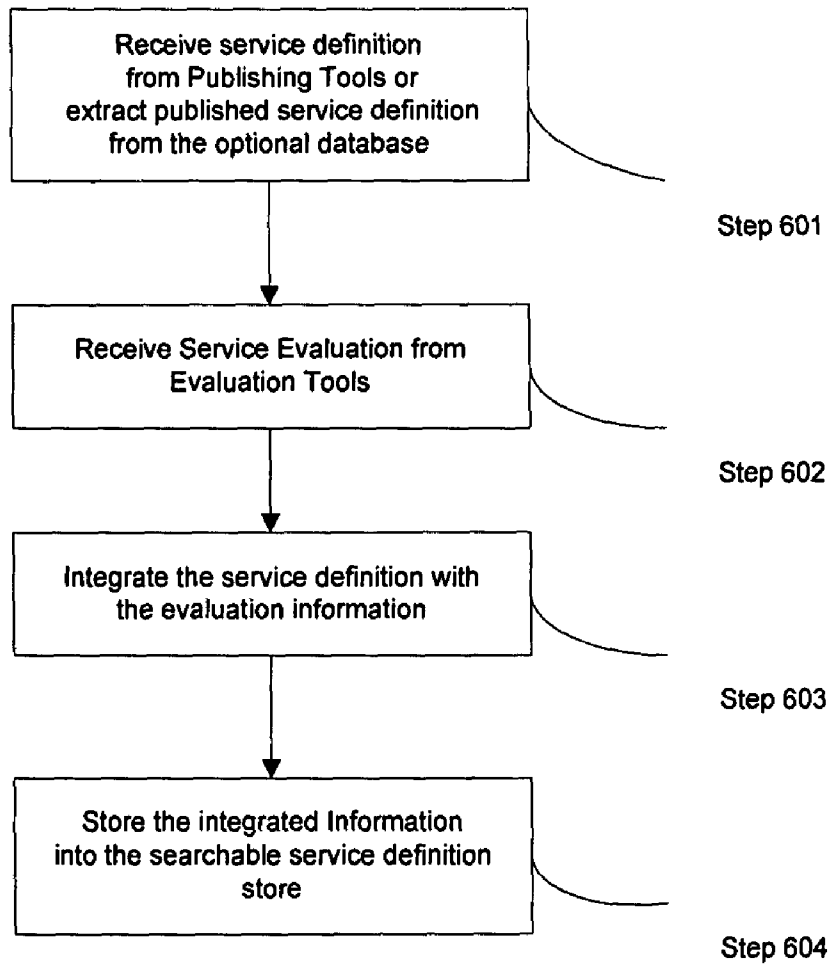 Receive service definition
from Publishing Tools or
extract published service definition
from the optional database
Step 601
Receive Service Evaluation from
Evaluation Tools
Step 602
Integrate the service definition with
the evaluation information
Step 603
Store the integrated Information
into the searchable service definition
store
Step 604